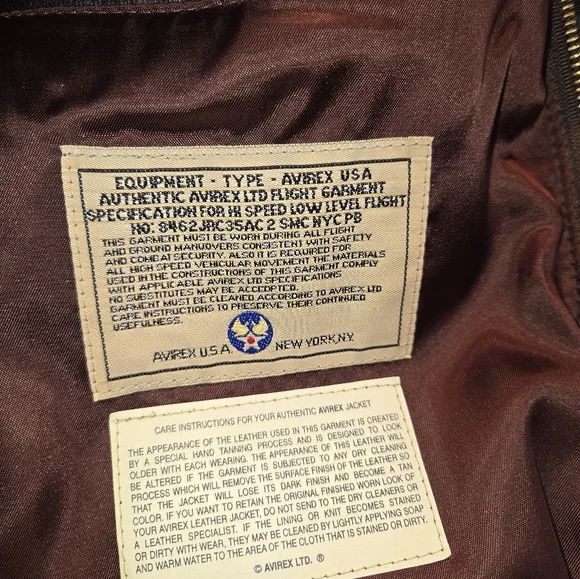 EQUIPMENT - TYPE - AVIREX USA
AUTHENTIC AVIREX LTD FLIGHT GARMENT
SPECIFICATION FOR HI SPEED LOW LEVEL FLIGHT
NO: 8462JRC35AC 2 SMC NYC PB
THIS GARMENT MUST BE WORN DURING ALL FLIGHT
AND GROUND MANUOVERS CONSISTENT WITH SAFETY
AND COMBAT SECURITY. ALSO IT IS REQUIRED FOR
ALL HIGH SPEED VEHICULAR MOVEMENT THE MATERIALS
USED IN THE CONSTRUCTIONS OF THIS GARMENT COMPLY
WITH APPLICABLE AVIREX LTD SPECIFICATIONS
NO SUBSTITUTES MAY BE ACCEPTED.
GARMENT MUST BE CLEANED ACCORDING TO AVIREX LTD
CARE INSTRUCTIONS TO PRESERVE THEIR CONTINUED
USEFULNESS.
AVIREX U.S.A. NEW YORK, N.Y.
CARE INSTRUCTIONS FOR YOUR AUTHENTIC AVIREX JACKET
THE APPEARANCE OF THE LEATHER USED IN THIS GARMENT IS CREATED
BY A SPECIAL HAND TANNING PROCESS AND IS DESIGNED TO LOOK
OLDER WITH EACH WEARING. THE APPEARANCE OF THIS LEATHER WILL
BE ALTERED IF THE GARMENT IS SUBJECTED TO ANY DRY CLEANING
PROCESS WHICH WILL REMOVE THE SURFACE FINISH OF THE LEATHER SO
THAT THE JACKET WILL LOSE ITS DARK FINISH AND BECOME A TAN
COLOR. IF YOU WANT TO RETAIN THE ORIGINAL FINISHED WORN LOOK OF
YOUR AVIREX LEATHER JACKET, DO NOT SEND TO THE DRY CLEANERS OR
A LEATHER SPECIALIST. IF THE LINING OR KNIT BECOMES STAINED
OR DIRTY WITH WEAR, THEY MAY BE CLEANED BY LIGHTLY APPLYING SOAP
AND WARM WATER TO THE AREA OF THE CLOTH THAT IS STAINED OR DIRTY.
© AVIREX LTD. ®